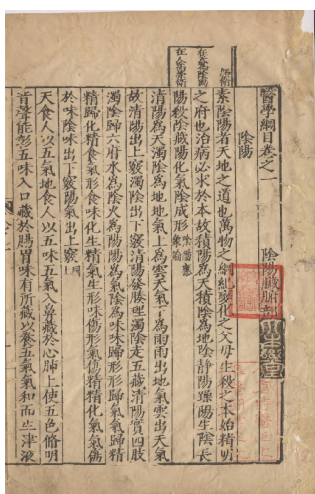 醫學綱目卷之一　陰陽臟腑部
陰陽
素陰陽者天地之道也萬物之綱紀變化之父母生殺之本始神明
之府也治病必求於本故積陽為天積陰為地陰靜陽躁陽生陰長
陽殺陰藏陽化氣陰成形陰陽應象論
清陽為天濁陰為地地氣上為雲天氣下為雨雨出地氣雲出天氣
故清陽出上竅濁陰出下竅清陽發腠理濁陰走五藏清陽實四肢
濁陰歸六府水為陰火為陽陽為氣陰為味味歸形形歸氣氣歸精
精歸化精食氣形食味化生精氣生形味傷形氣傷精精化氣氣傷
於味陰味出下竅陽氣出上竅上同
天食人以五氣地食人以五味五氣入鼻藏於心肺上使五色脩明
音聲能彰五味入口藏於腸胃味有所藏以養五氣氣和而生津液